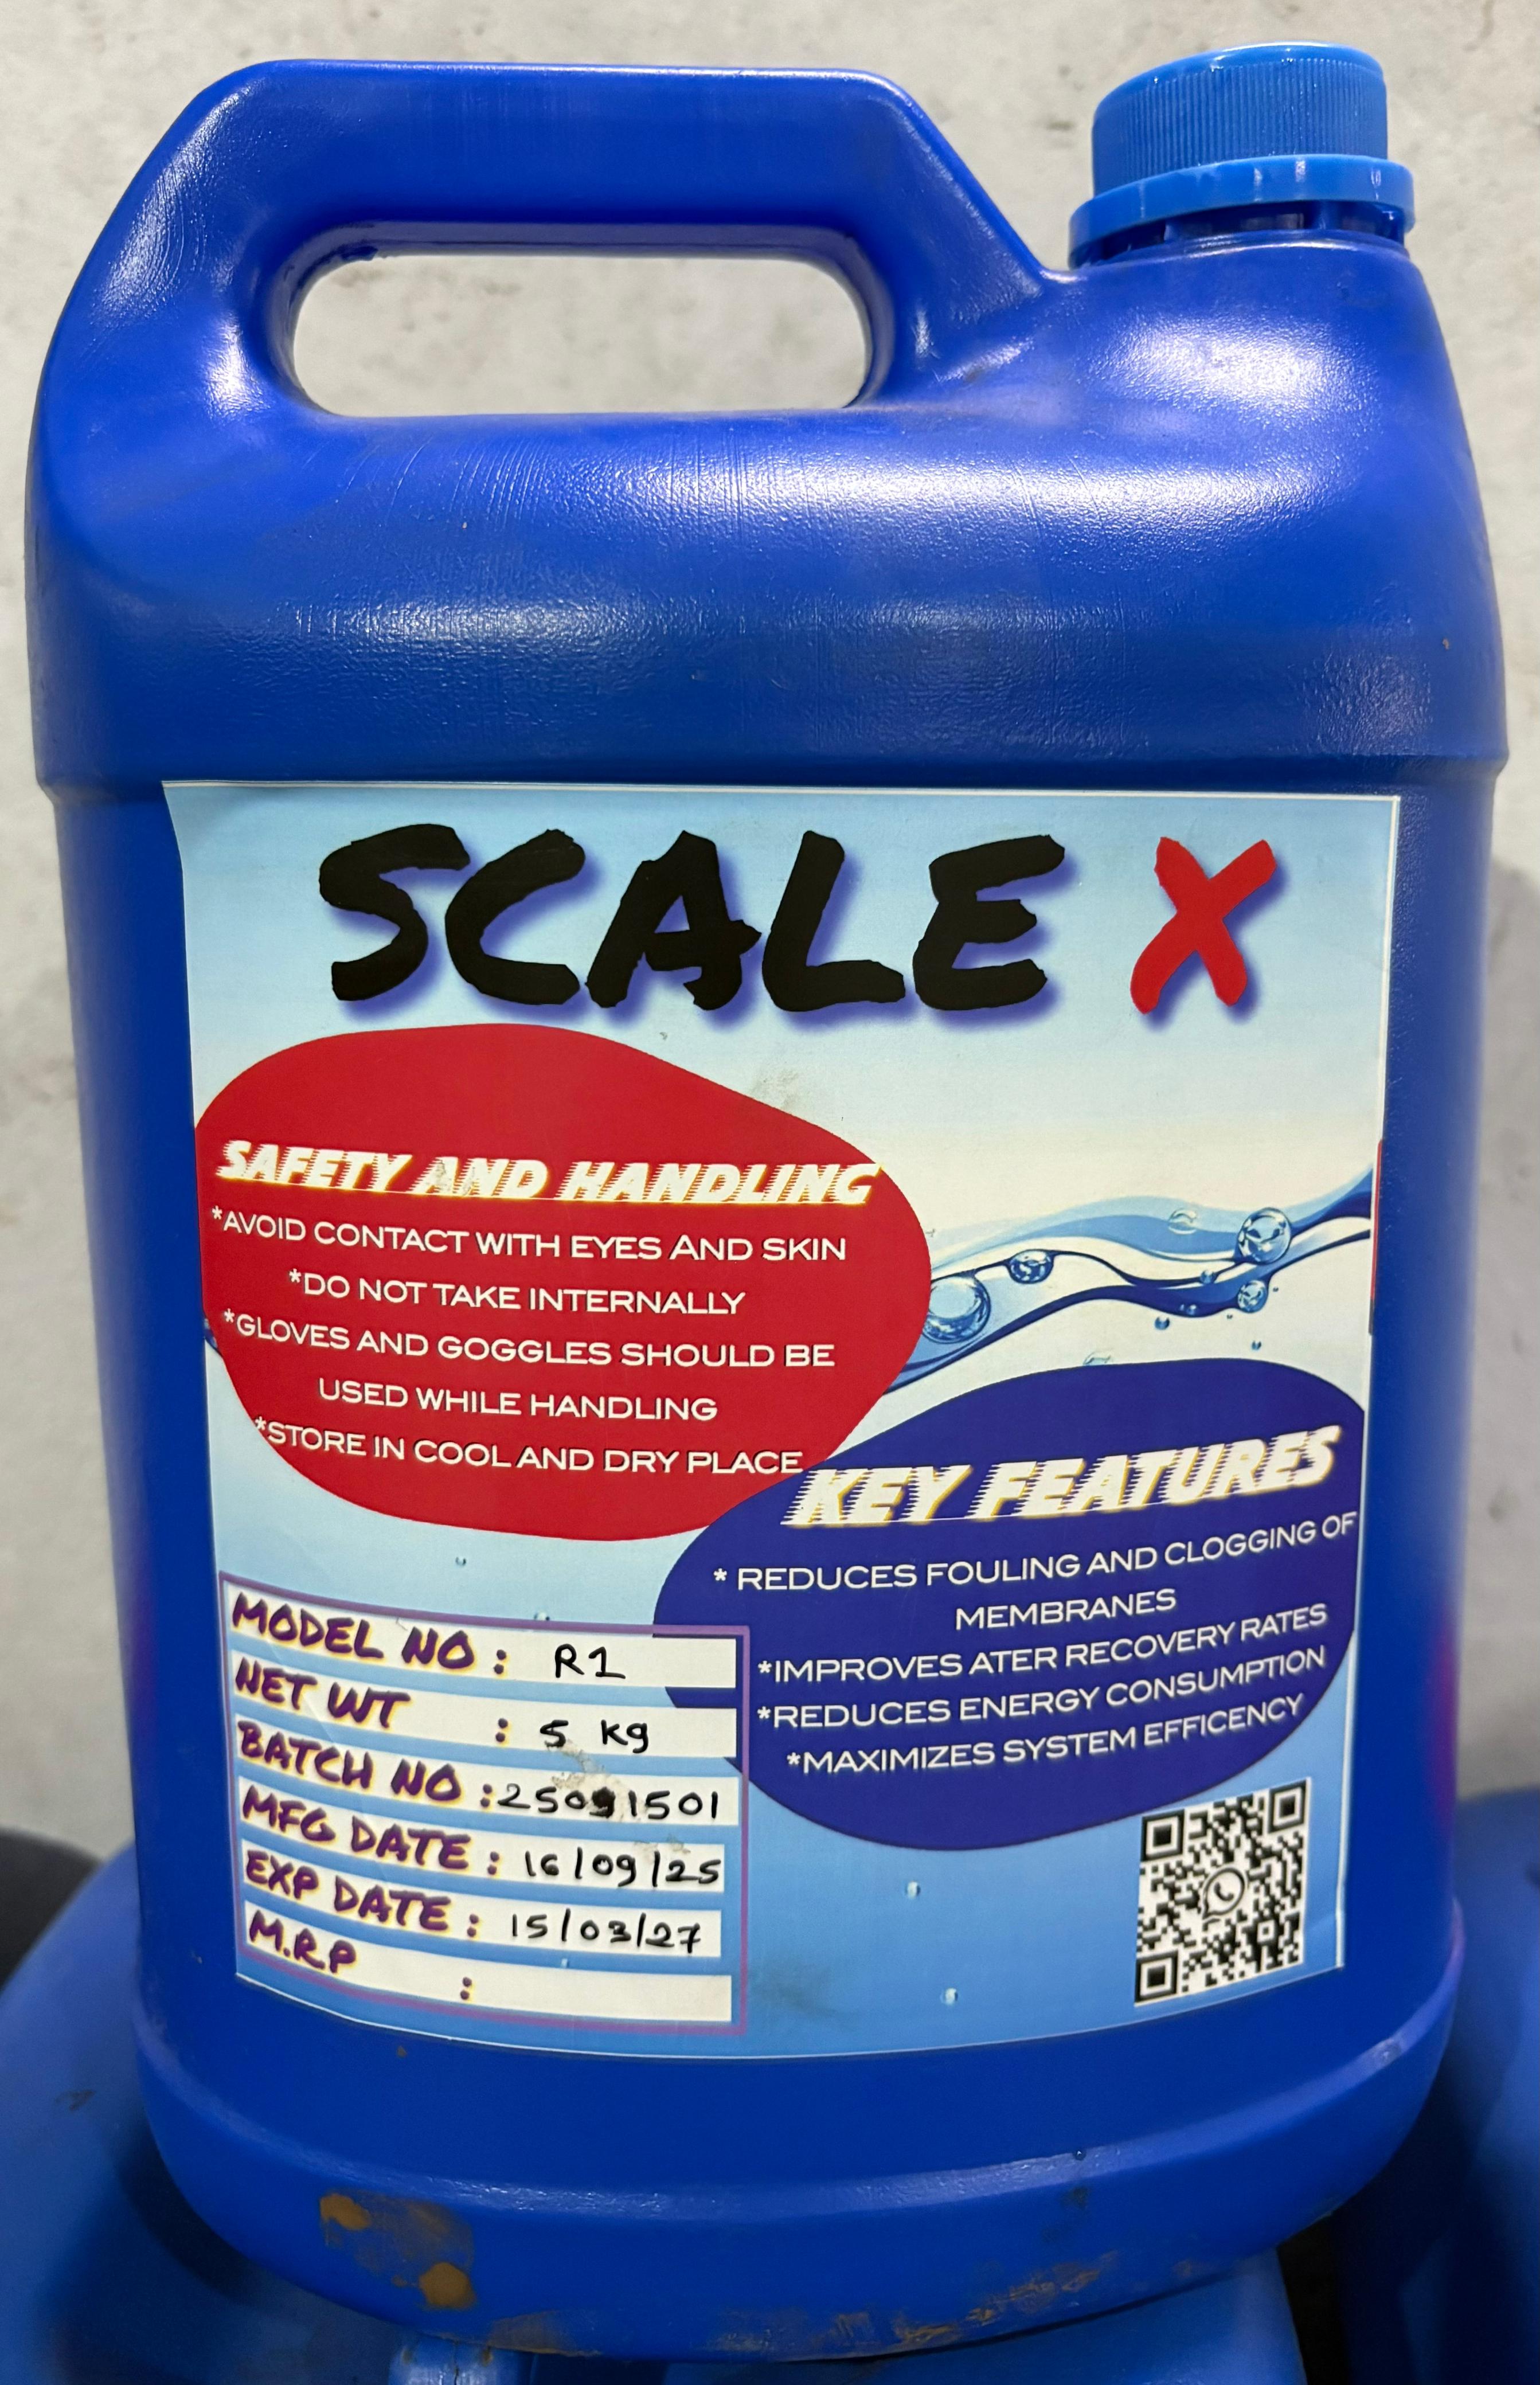 SCALE X
SAFETY AND HANDLING
*AVOID CONTACT WITH EYES AND SKIN
*DO NOT TAKE INTERNALLY
*GLOVES AND GOGGLES SHOULD BE
USED WHILE HANDLING
*STORE IN COOL AND DRY PLACE
KEY FEATURES
* REDUCES FOULING AND CLOGGING OF
MEMBRANES
*IMPROVES ATER RECOVERY RATES
*REDUCES ENERGY CONSUMPTION
*MAXIMIZES SYSTEM EFFICENCY
MODEL NO : R1
NET WT : 5 kg
BATCH NO : 25091501
MFG DATE : 16/09/25
EXP DATE : 15/03/27
M.R.P :